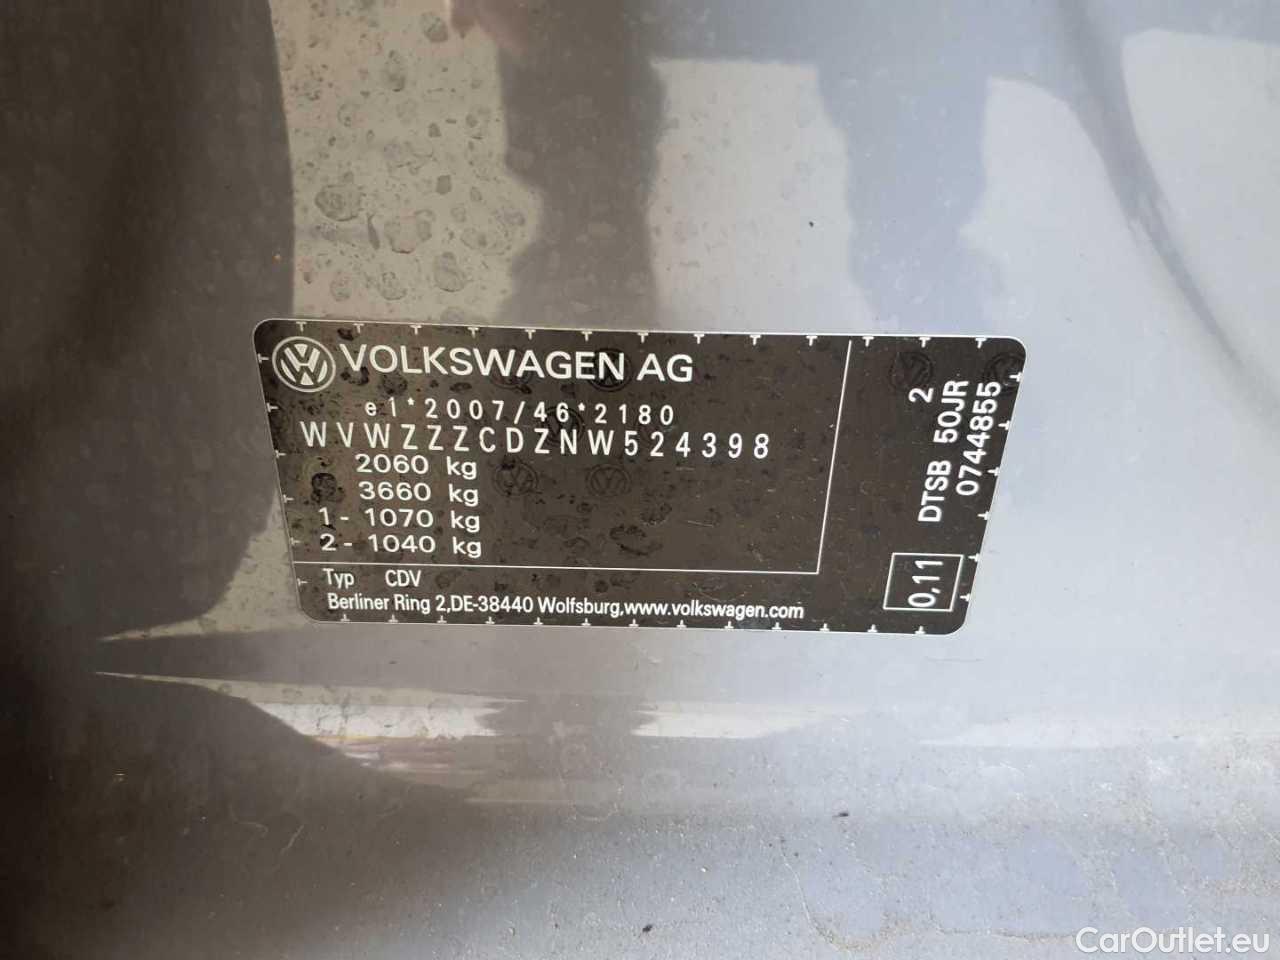 VOLKSWAGEN AG
e1*2007/46*2180
WVWZZZCDZNW524398
2060 kg
3660 kg
1 - 1070 kg
2 - 1040 kg
Typ CDV
Berliner Ring 2,DE-38440 Wolfsburg,www.volkswagen.com
2
DTSB 50JR
0744855
0,11
CarOutlet.eu